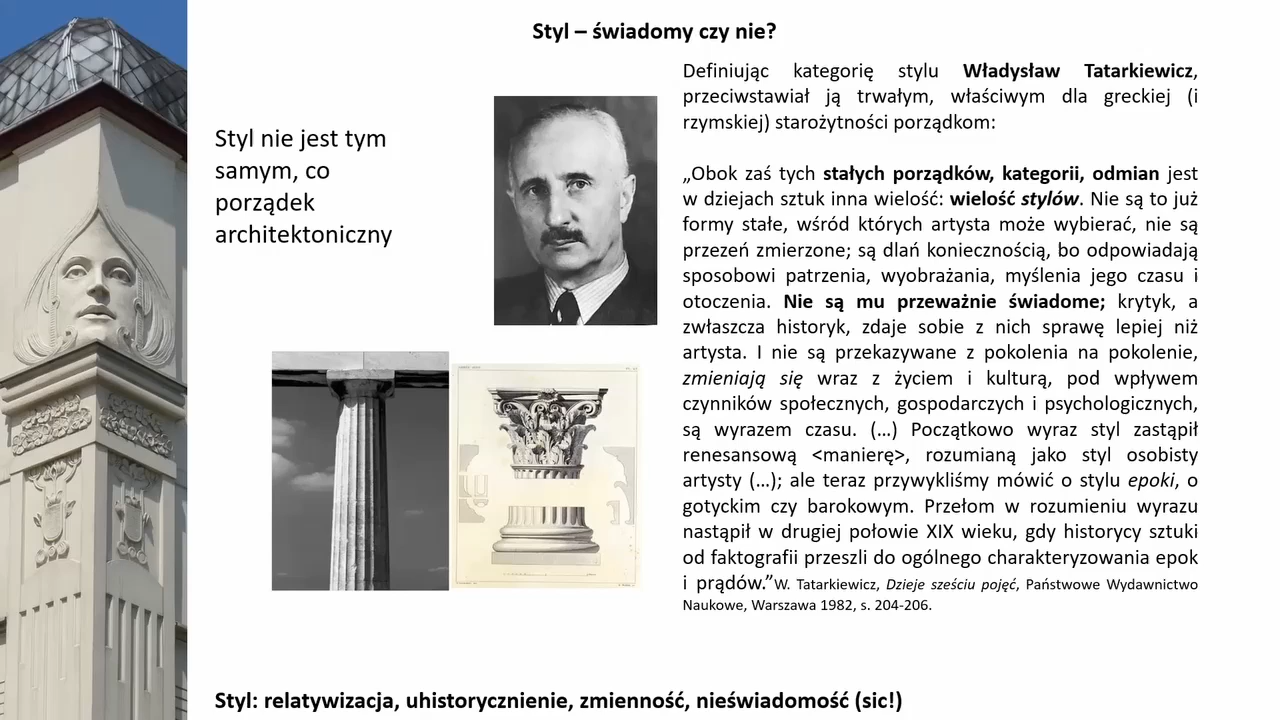 Styl – świadomy czy nie?
Styl nie jest tym
samym, co
porządek
architektoniczny
Definiując kategorię stylu Władysław Tatarkiewicz,
przeciwstawiał ją trwałym, właściwym dla greckiej (i
rzymskiej) starożytności porządkom:
„Obok zaś tych stałych porządków, kategorii, odmian jest
w dziejach sztuk inna wielość: wielość stylów. Nie są to już
formy stałe, wśród których artysta może wybierać, nie są
przezeń zmierzone; są dlań koniecznością, bo odpowiadają
sposobowi patrzenia, wyobrażania, myślenia jego czasu i
otoczenia. Nie są mu przeważnie świadome; krytyk, a
zwłaszcza historyk, zdaje sobie z nich sprawę lepiej niż
artysta. I nie są przekazywane z pokolenia na pokolenie,
zmieniają się wraz z życiem i kulturą, pod wpływem
czynników społecznych, gospodarczych i psychologicznych,
są wyrazem czasu. (…) Początkowo wyraz styl zastąpił
renesansową <manierę>, rozumianą jako styl osobisty
artysty (…); ale teraz przywykliśmy mówić o stylu epoki, o
gotyckim czy barokowym. Przełom w rozumieniu wyrazu
nastąpił w drugiej połowie XIX wieku, gdy historycy sztuki
od faktografii przeszli do ogólnego charakteryzowania epok
i prądów.”W. Tatarkiewicz, Dzieje sześciu pojęć, Państwowe Wydawnictwo
Naukowe, Warszawa 1982, s. 204-206.
Styl: relatywizacja, uhistorycznienie, zmienność, nieświadomość (sic!)